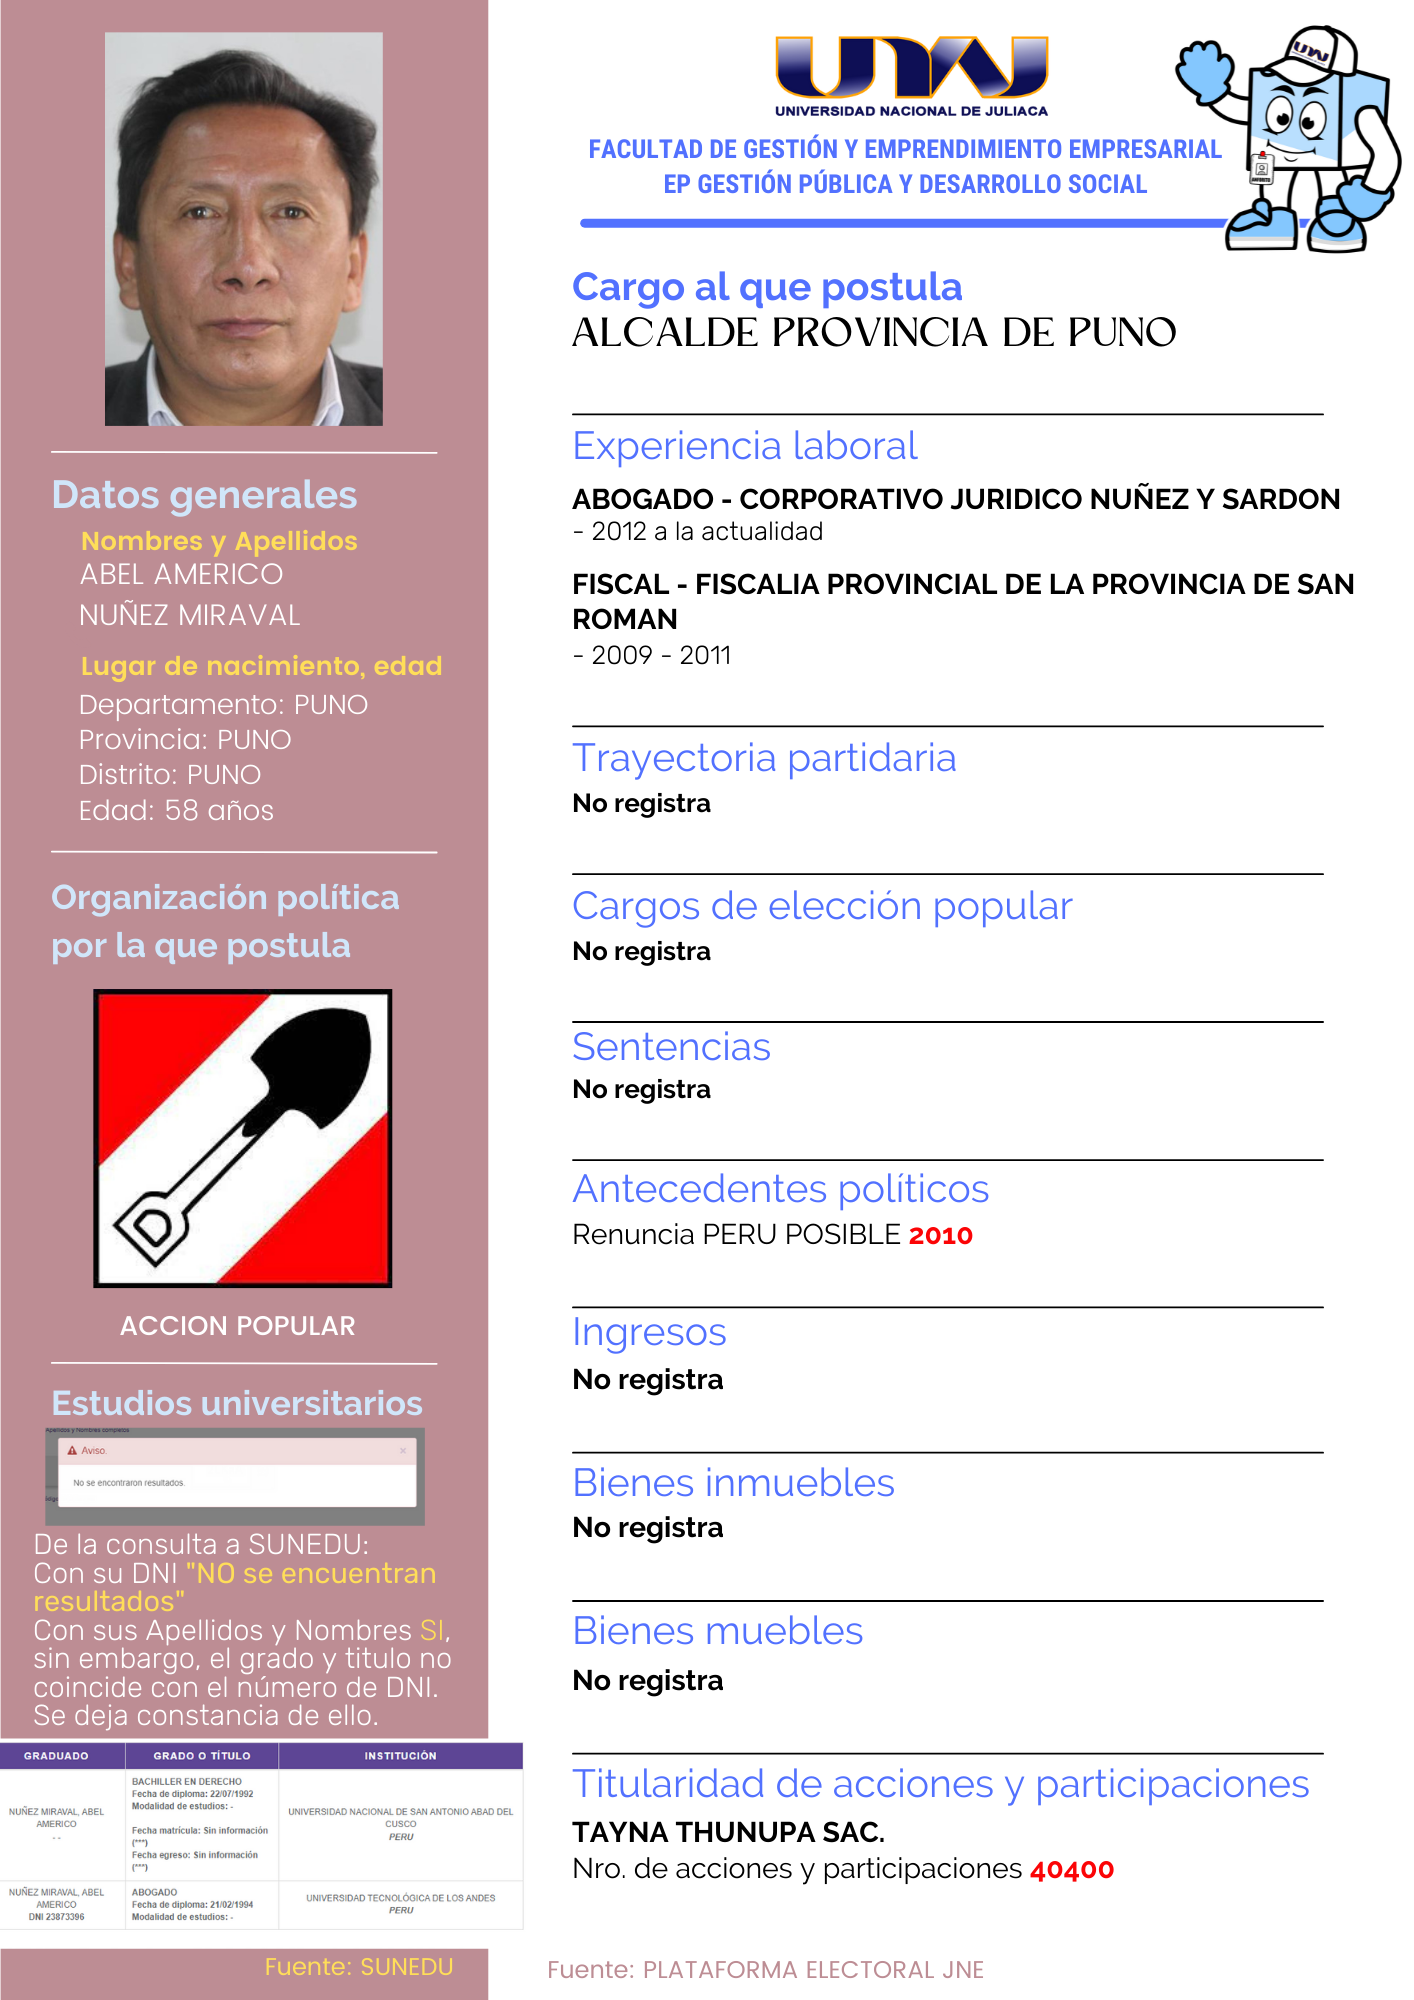 UNAJ
UNIVERSIDAD NACIONAL DE JULIACA
FACULTAD DE GESTIÓN Y EMPRENDIMIENTO EMPRESARIAL
EP GESTIÓN PÚBLICA Y DESARROLLO SOCIAL
UNAJ
ANFORITO
Datos generales
Nombres y Apellidos
ABEL AMERICO
NUÑEZ MIRAVAL
Lugar de nacimiento, edad
Departamento: PUNO
Provincia: PUNO
Distrito: PUNO
Edad: 58 años
Organización política
por la que postula
ACCION POPULAR
Estudios universitarios
Apellidos y Nombres completos
Aviso.
×
No se encontraron resultados.
De la consulta a SUNEDU:
Con su DNI "NO se encuentran
resultados"
Con sus Apellidos y Nombres SI,
sin embargo, el grado y titulo no
coincide con el número de DNI.
Se deja constancia de ello.
GRADUADO GRADO O TÍTULO INSTITUCIÓN
NUÑEZ MIRAVAL, ABEL
AMERICO
- -
BACHILLER EN DERECHO
Fecha de diploma: 22/07/1992
Modalidad de estudios: -
Fecha matrícula: Sin información
(***)
Fecha egreso: Sin información
(***)
UNIVERSIDAD NACIONAL DE SAN ANTONIO ABAD DEL
CUSCO
PERU
NUÑEZ MIRAVAL, ABEL
AMERICO
DNI 23873396
ABOGADO
Fecha de diploma: 21/02/1994
Modalidad de estudios: -
UNIVERSIDAD TECNOLÓGICA DE LOS ANDES
PERU
Fuente: SUNEDU
Cargo al que postula
ALCALDE PROVINCIA DE PUNO
Experiencia laboral
ABOGADO - CORPORATIVO JURIDICO NUÑEZ Y SARDON
- 2012 a la actualidad
FISCAL - FISCALIA PROVINCIAL DE LA PROVINCIA DE SAN
ROMAN
- 2009 - 2011
Trayectoria partidaria
No registra
Cargos de elección popular
No registra
Sentencias
No registra
Antecedentes políticos
Renuncia PERU POSIBLE 2010
Ingresos
No registra
Bienes inmuebles
No registra
Bienes muebles
No registra
Titularidad de acciones y participaciones
TAYNA THUNUPA SAC.
Nro. de acciones y participaciones 40400
Fuente: PLATAFORMA ELECTORAL JNE